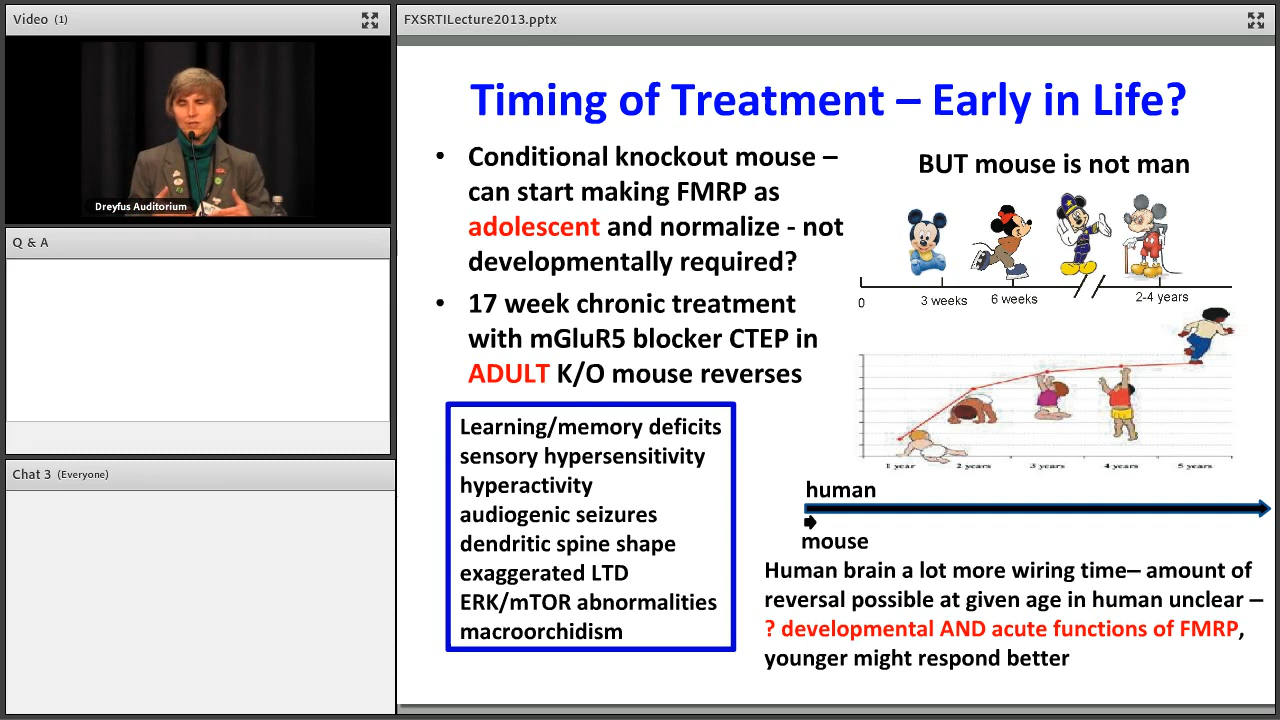 Video (1)
FXSRTILecture2013.pptx
Dreyfus Auditorium
Q & A
Chat 3 (Everyone)
Timing of Treatment – Early in Life?
• Conditional knockout mouse –
can start making FMRP as
adolescent and normalize - not
developmentally required?
• 17 week chronic treatment
with mGluR5 blocker CTEP in
ADULT K/O mouse reverses
Learning/memory deficits
sensory hypersensitivity
hyperactivity
audiogenic seizures
dendritic spine shape
exaggerated LTD
ERK/mTOR abnormalities
macroorchidism
BUT mouse is not man
0 3 weeks 6 weeks 2-4 years
1 year 2 years 3 years 4 years 5 years
human
mouse
Human brain a lot more wiring time– amount of
reversal possible at given age in human unclear –
? developmental AND acute functions of FMRP,
younger might respond better